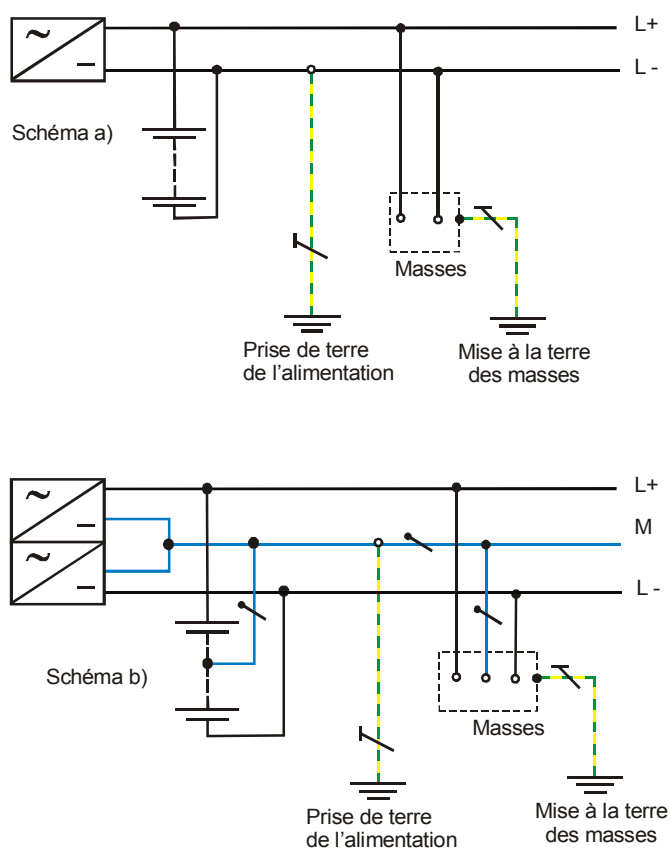 L+
L -
Schéma a)
Masses
Prise de terre
de l'alimentation
Mise à la terre
des masses
L+
M
L -
Schéma b)
Masses
Prise de terre
de l'alimentation
Mise à la terre
des masses